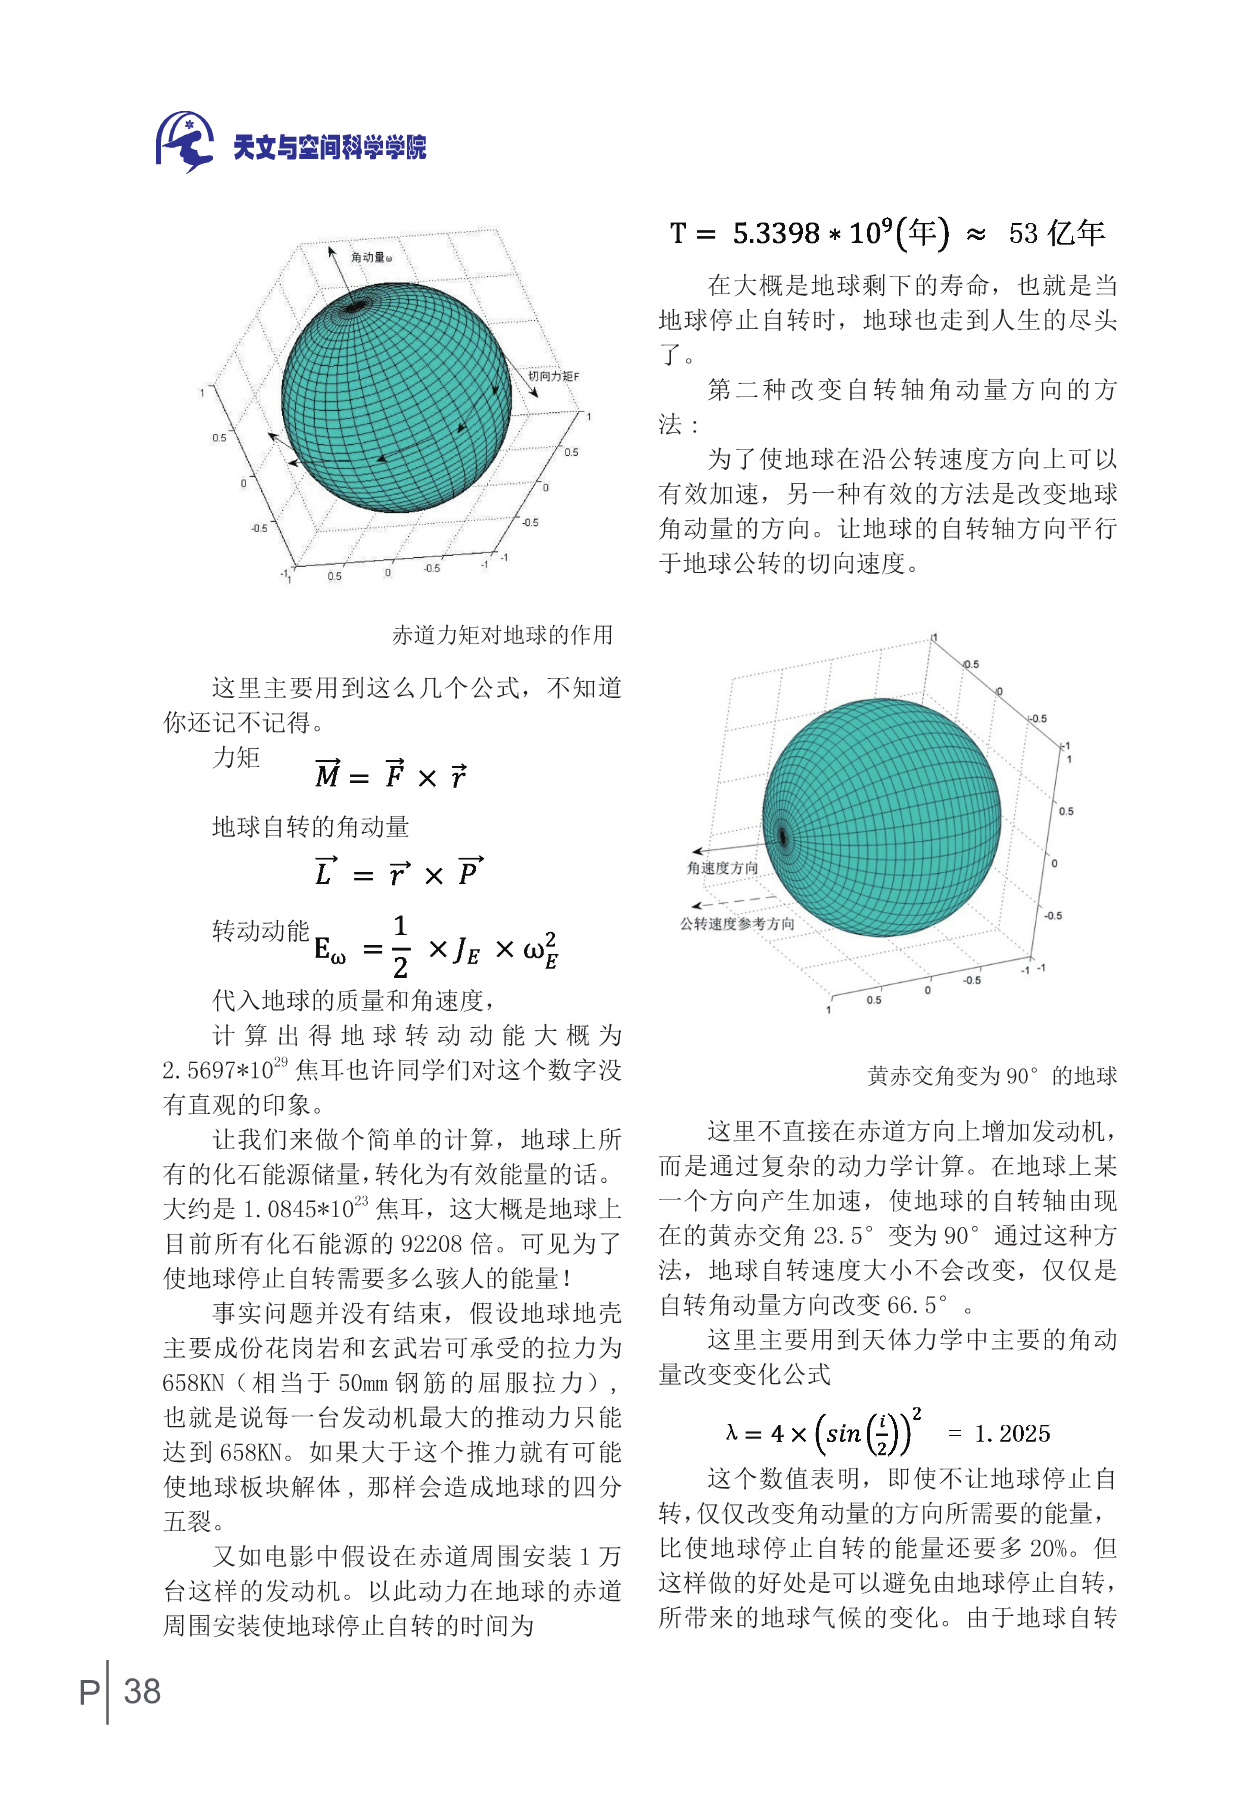 天文与空间科学学院
角动量ω
切向力矩F
1
0.5
0
-0.5
-1
1
0.5
0
-0.5
-1
1
0.5
0
-0.5
-1
赤道力矩对地球的作用
这里主要用到这么几个公式，不知道
你还记不记得。
力矩
M⃗ = F⃗ × r⃗
地球自转的角动量
L⃗ = r⃗ × P⃗
转动动能 E_ω = 1/2 × J_E × ω_E^2
代入地球的质量和角速度，
计算出得地球转动动能大概为
2.5697*10^29 焦耳也许同学们对这个数字没
有直观的印象。
让我们来做个简单的计算，地球上所
有的化石能源储量，转化为有效能量的话。
大约是 1.0845*10^23 焦耳，这大概是地球上
目前所有化石能源的 92208 倍。可见为了
使地球停止自转需要多么骇人的能量！
事实问题并没有结束，假设地球地壳
主要成份花岗岩和玄武岩可承受的拉力为
658KN（相当于 50mm 钢筋的屈服拉力），
也就是说每一台发动机最大的推动力只能
达到 658KN。如果大于这个推力就有可能
使地球板块解体，那样会造成地球的四分
五裂。
又如电影中假设在赤道周围安装 1 万
台这样的发动机。以此动力在地球的赤道
周围安装使地球停止自转的时间为
T = 5.3398 * 10^9(年) ≈ 53 亿年
在大概是地球剩下的寿命，也就是当
地球停止自转时，地球也走到人生的尽头
了。
第二种改变自转轴角动量方向的方
法：
为了使地球在沿公转速度方向上可以
有效加速，另一种有效的方法是改变地球
角动量的方向。让地球的自转轴方向平行
于地球公转的切向速度。
1
0.5
0
-0.5
-1
1
0.5
0
-0.5
-1
角速度方向
公转速度参考方向
1
0.5
0
-0.5
-1
黄赤交角变为 90° 的地球
这里不直接在赤道方向上增加发动机，
而是通过复杂的动力学计算。在地球上某
一个方向产生加速，使地球的自转轴由现
在的黄赤交角 23.5° 变为 90° 通过这种方
法，地球自转速度大小不会改变，仅仅是
自转角动量方向改变 66.5° 。
这里主要用到天体力学中主要的角动
量改变变化公式
λ = 4 × (sin(i/2))^2 = 1.2025
这个数值表明，即使不让地球停止自
转，仅仅改变角动量的方向所需要的能量，
比使地球停止自转的能量还要多 20%。但
这样做的好处是可以避免由地球停止自转，
所带来的地球气候的变化。由于地球自转
P 38